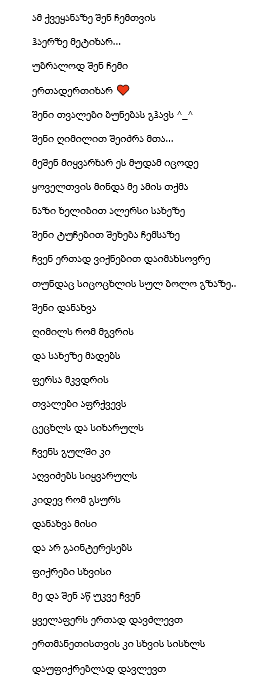 ამ ქვეყანაზე შენ ჩემთვის
ჰაერზე მეტიხარ...
უბრალოდ შენ ჩემი
ერთადერთიხარ ❤
შენი თვალები ბუნებას გჰავს ^_^
შენი ღიმილით შეიძრა მთა...
მეშენ მიყვარხარ ეს მუდამ იცოდე
ყოველთვის მინდა მე ამის თქმა
ნაზი ხელიბით ალერსი სახეზე
შენი ტუჩებით შეხება ჩემსაზე
ჩვენ ერთად ვიქნებით დაიმახსოვრე
თუნდაც სიცოცხლის სულ ბოლო გზაზე..
შენი დანახვა
ღიმილს რომ მგვრის
და სახეზე მადებს
ფერსა მკვდრის
თვალები აფრქვევს
ცეცხლს და სიხარულს
ჩვენს გულში კი
აღვიძებს სიყვარულს
კიდევ რომ გსურს
დანახვა მისი
და არ გაინტერესებს
ფიქრები სხვისი
მე და შენ აწ უკვე ჩვენ
ყველაფერს ერთად დავძლევთ
ერთმანეთისთვის კი სხვის სისხლს
დაუფიქრებლად დავლევთ